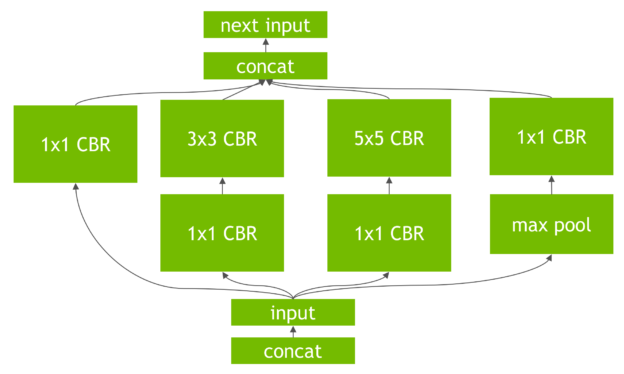 next input
concat
1x1 CBR
3x3 CBR
5x5 CBR
1x1 CBR
1x1 CBR
1x1 CBR
max pool
input
concat